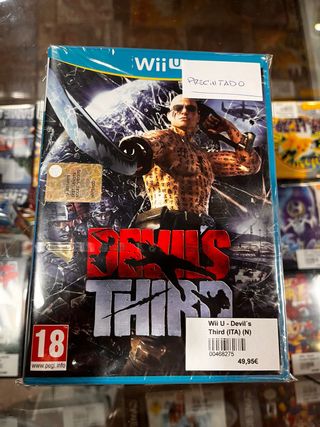 Wii U
PRECINTADO
DEVIL'S
THIRD
18
www.pegi.info
Wii U - Devil´s
Third (ITA) (N)
00468275
49,95€